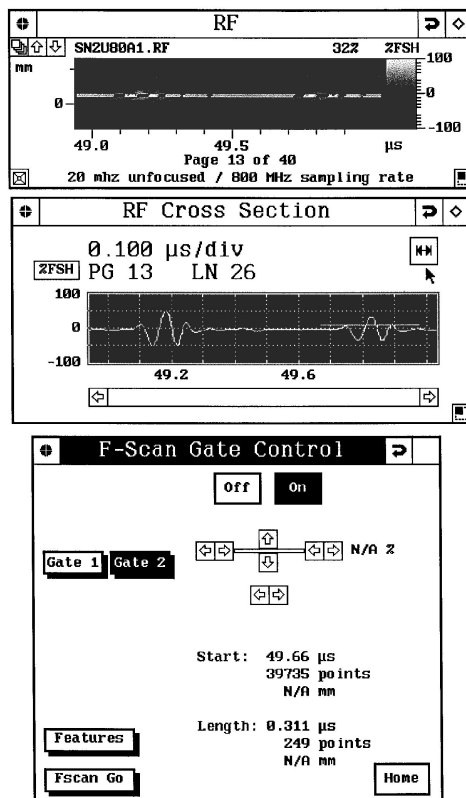 RF
SN2U80A1.RF 32% %FSH
mm
100
0
0
-100
49.0 49.5 µs
Page 13 of 40
20 mhz unfocused / 800 MHz sampling rate
RF Cross Section
0.100 µs/div
%FSH PG 13 LN 26
100
0
-100
49.2 49.6
F-Scan Gate Control
Off On
Gate 1 Gate 2 N/A %
Start: 49.66 µs
39735 points
N/A mm
Length: 0.311 µs
249 points
N/A mm
Features
Fscan Go
Home